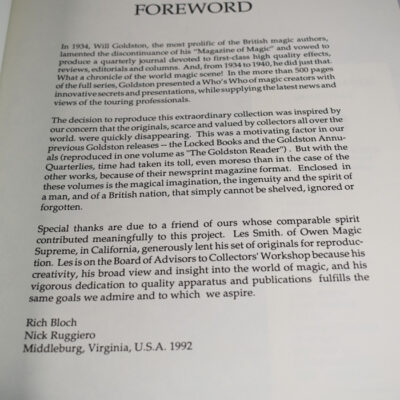 FOREWORD
In 1934, Will Goldston, the most prolific of the British magic authors,
lamented the discontinuance of his "Magazine of Magic" and vowed to
produce a quarterly journal devoted to first-class high quality effects,
reviews, editorials and columns. And, from 1934 to 1940, he did just that.
What a chronicle of the world magic scene! In the more than 500 pages
of the full series, Goldston presented a Who's Who of magic creators with
innovative secrets and presentations, while supplying the latest news and
views of the touring professionals.
The decision to reproduce this extraordinary collection was inspired by
our concern that the originals, scarce and valued by collectors all over the
world. were quickly disappearing. This was a motivating factor in our
previous Goldston releases -- the Locked Books and the Goldston Annu-
als (reproduced in one volume as "The Goldston Reader") . But with the
Quarterlies, time had taken its toll, even moreso than in the case of the
other works, because of their newsprint magazine format. Enclosed in
these volumes is the magical imagination, the ingenuity and the spirit of
a man, and of a British nation, that simply cannot be shelved, ignored or
forgotten.
Special thanks are due to a friend of ours whose comparable spirit
contributed meaningfully to this project. Les Smith. of Owen Magic
Supreme, in California, generously lent his set of originals for reproduc-
tion. Les is on the Board of Advisors to Collectors' Workshop because his
creativity, his broad view and insight into the world of magic, and his
vigorous dedication to quality apparatus and publications fulfills the
same goals we admire and to which we aspire.
Rich Bloch
Nick Ruggiero
Middleburg, Virginia, U.S.A. 1992